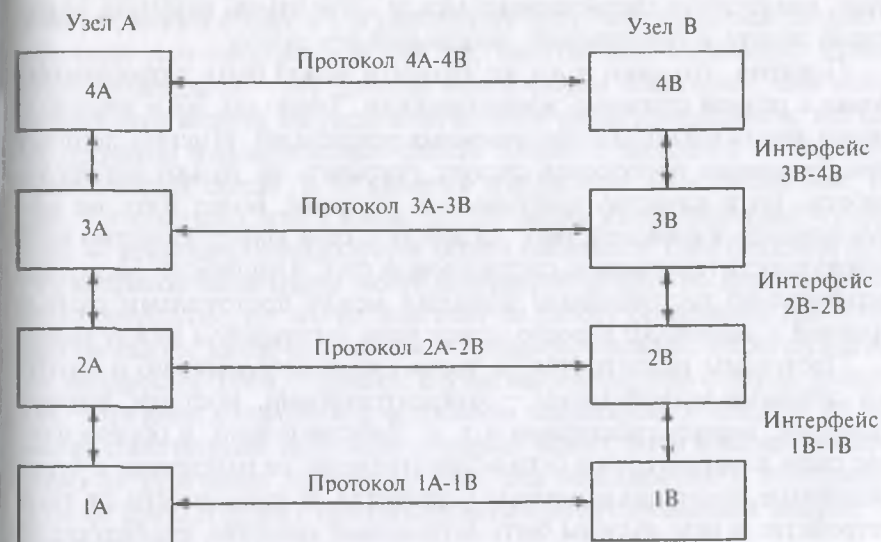 Узел А
Узел В
Протокол 4А-4В
4А
4В
Интерфейс
3В-4В
Протокол 3А-3В
3А
3В
Интерфейс
2В-2В
Протокол 2А-2В
2А
2В
Интерфейс
1В-1В
Протокол 1А-1В
1А
1В